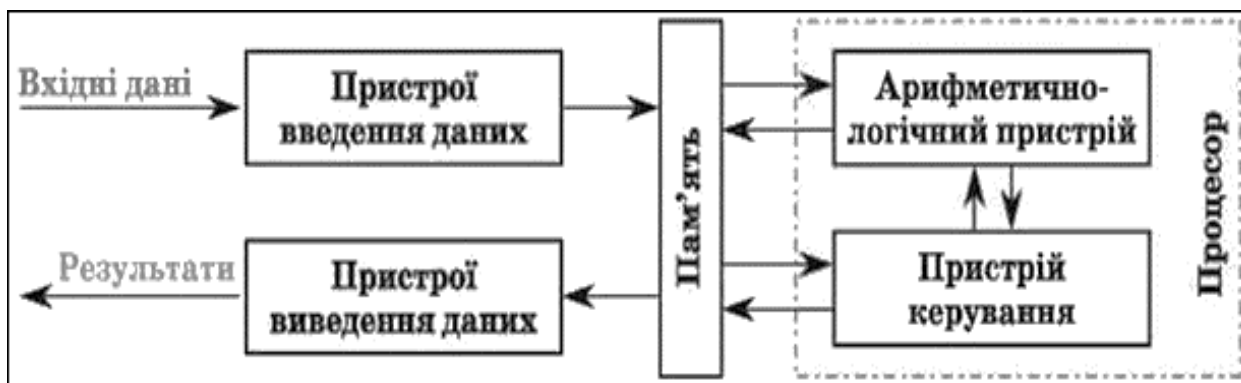 Вхідні дані
Пристрої
введення даних
Пам’ять
Арифметично-
логічний пристрій
Процесор
Результати
Пристрої
виведення даних
Пристрій
керування